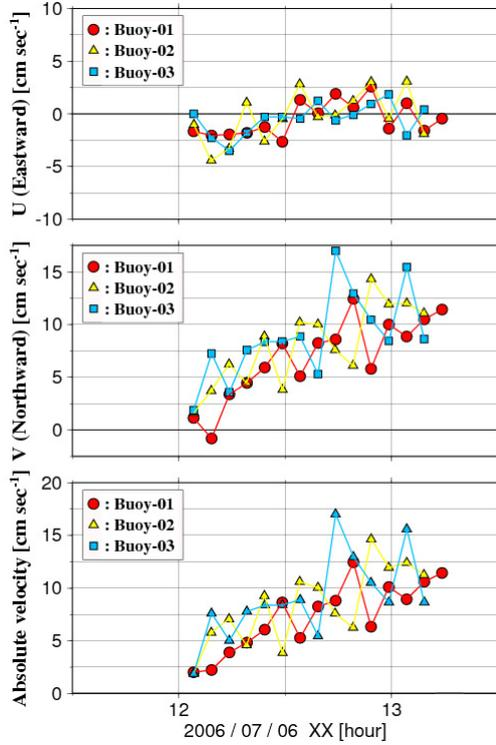 10
5
0
-5
-10
U (Eastward) [cm sec⁻¹]
: Buoy-01
: Buoy-02
: Buoy-03
15
10
5
0
V (Northward) [cm sec⁻¹]
: Buoy-01
: Buoy-02
: Buoy-03
20
15
10
5
0
Absolute velocity [cm sec⁻¹]
: Buoy-01
: Buoy-02
: Buoy-03
12 13
2006 / 07 / 06 XX [hour]